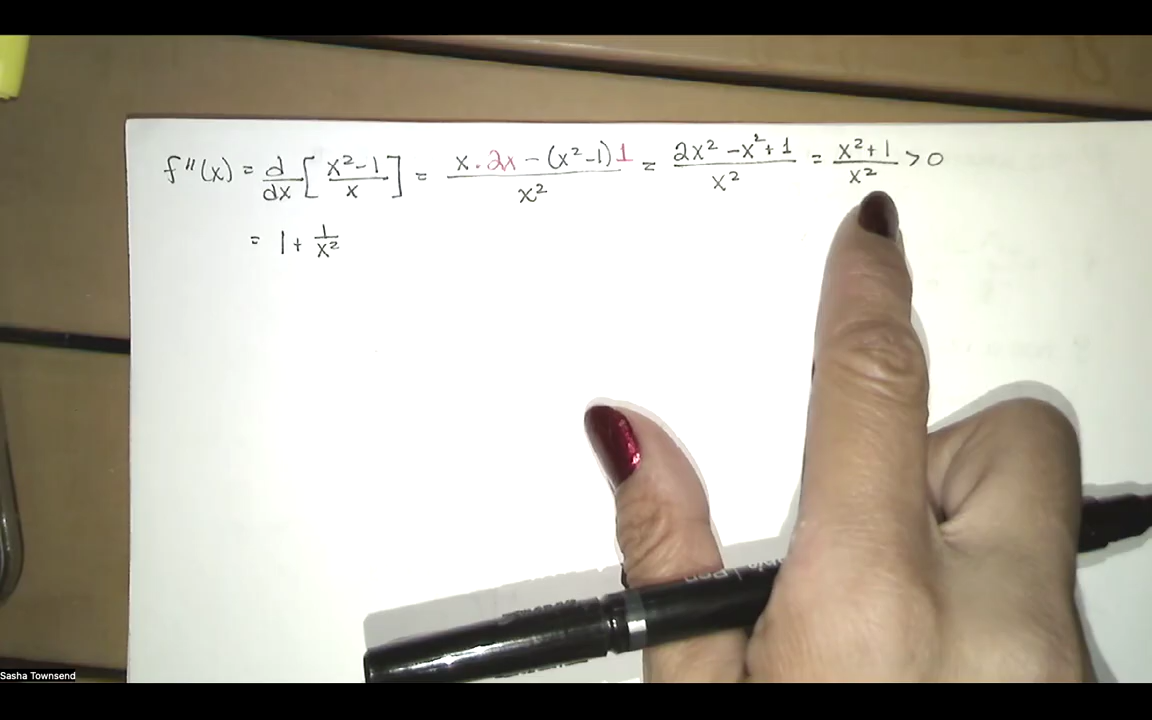 f''(x) = d/dx [ (x²-1)/x ] = (x · 2x - (x²-1)1)/x² = (2x² - x² + 1)/x² = (x²+1)/x² > 0
= 1 + 1/x²
Sasha Townsend